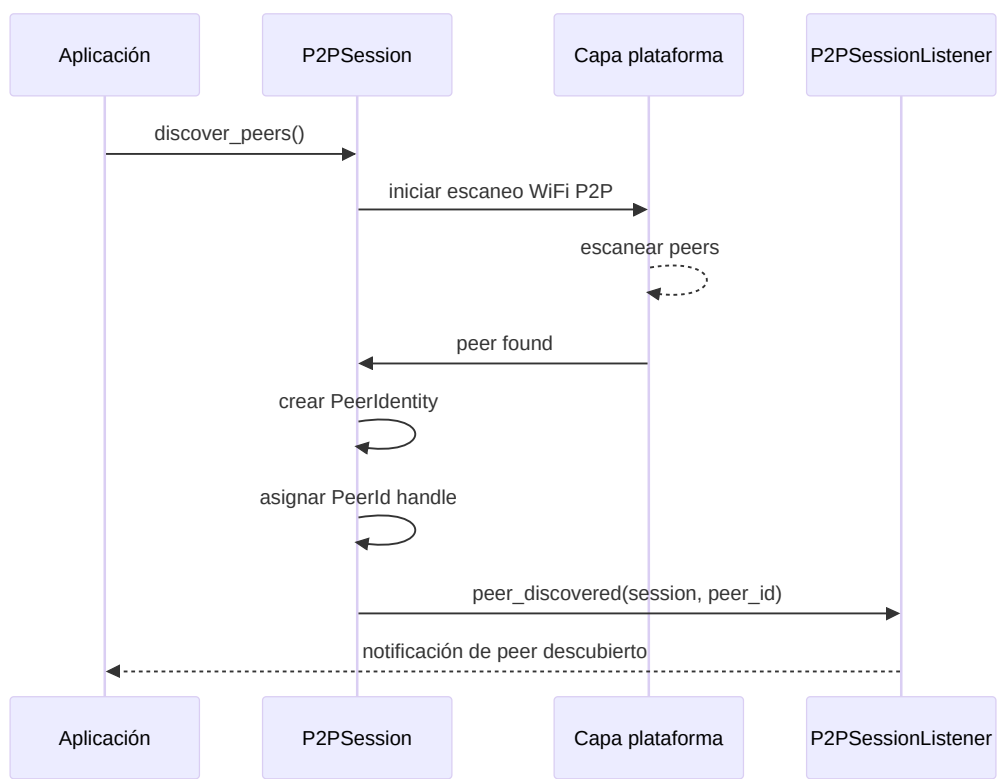 Aplicación
P2PSession
Capa plataforma
P2PSessionListener
discover_peers()
iniciar escaneo WiFi P2P
escanear peers
peer found
crear PeerIdentity
asignar PeerId handle
peer_discovered(session, peer_id)
notificación de peer descubierto
Aplicación
P2PSession
Capa plataforma
P2PSessionListener